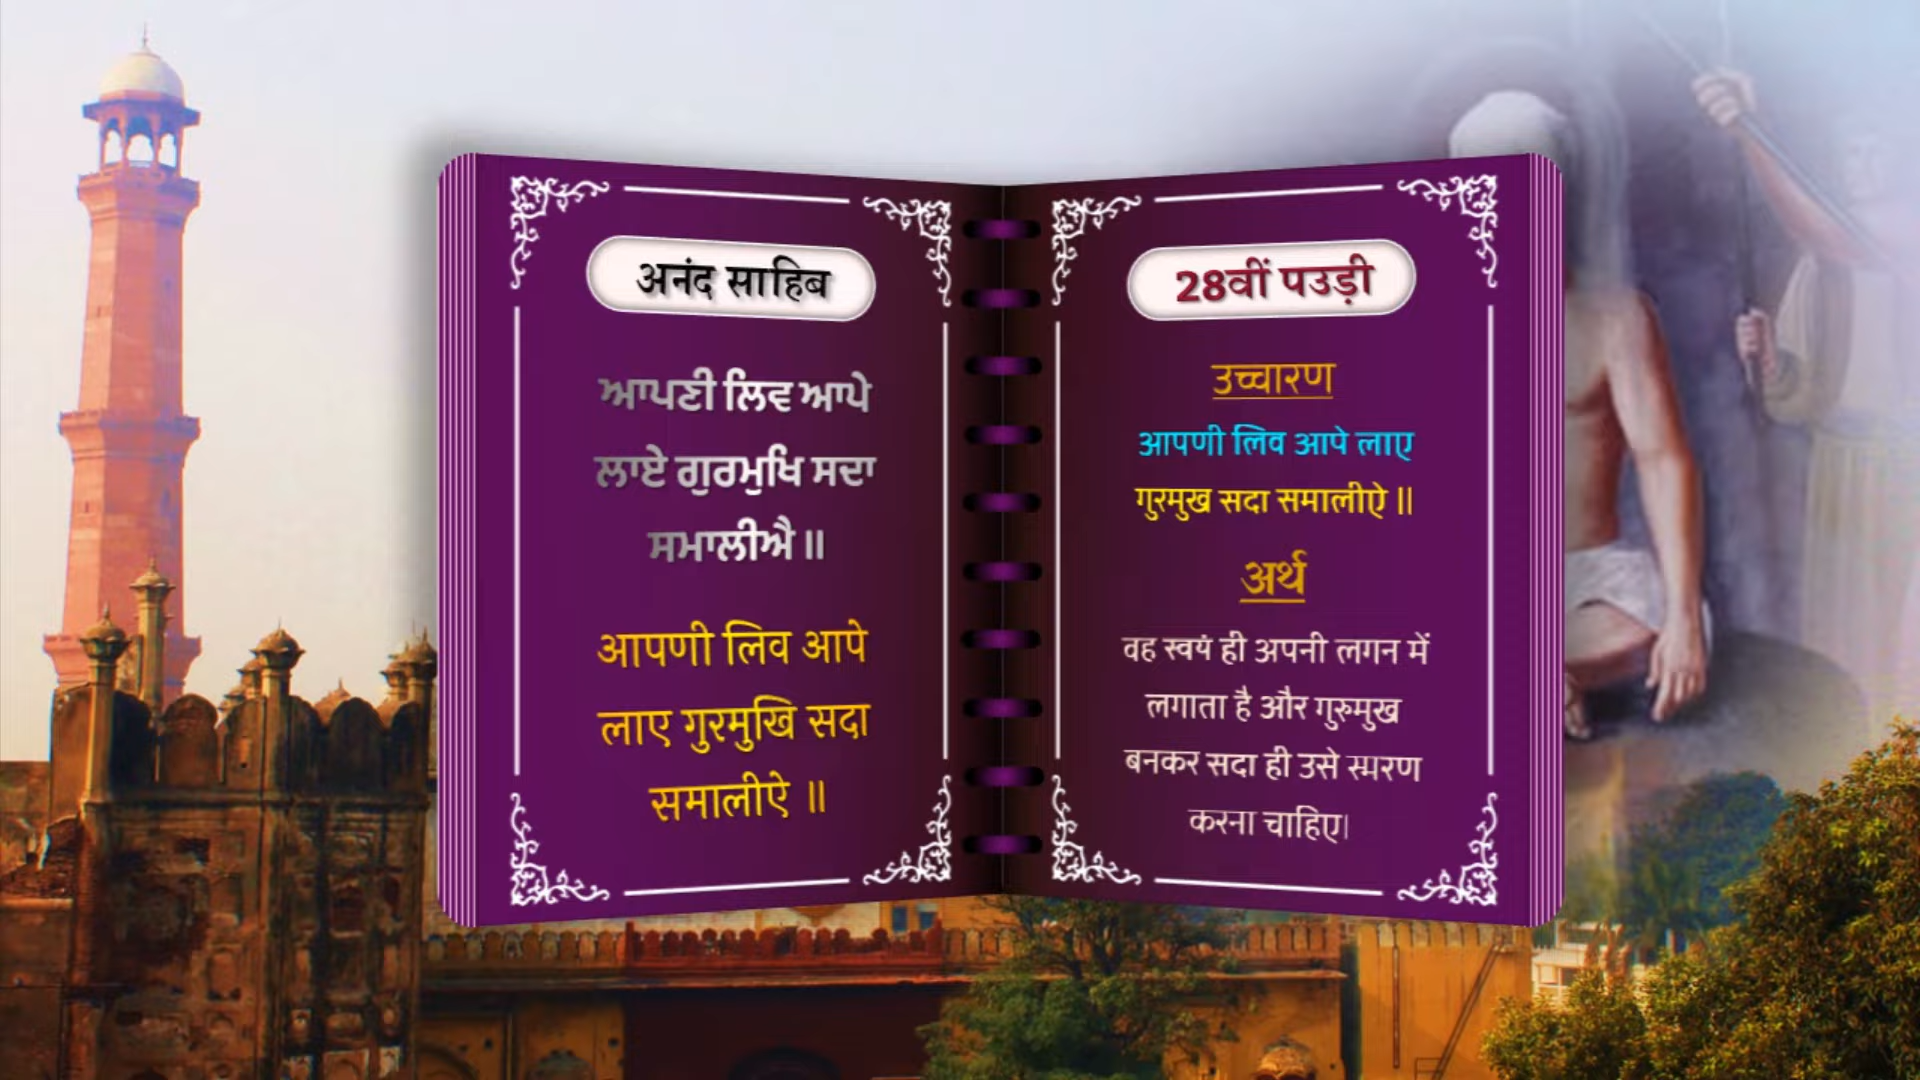 अनंद साहिब
ਆਪਣੀ ਲਿਵ ਆਪੇ
ਲਾਏ ਗੁਰਮੁਖਿ ਸਦਾ
ਸਮਾਲੀਐ ॥
आपणी लिव आपे
लाए गुरमुखि सदा
समालीऐ ॥
28वीं पउड़ी
उच्चारण
आपणी लिव आपे लाए
गुरमुख सदा समालीऐ ॥
अर्थ
वह स्वयं ही अपनी लगन में
लगाता है और गुरुमुख
बनकर सदा ही उसे स्मरण
करना चाहिए।